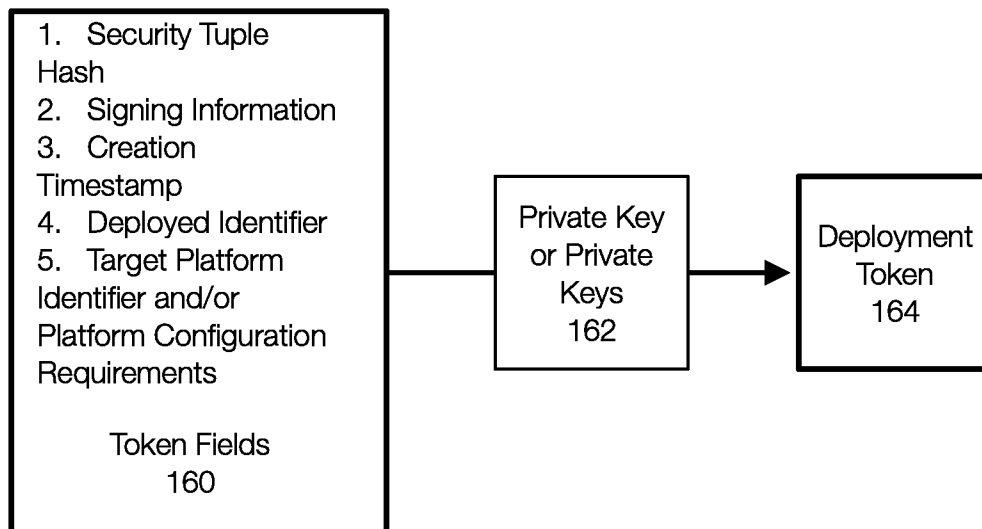 1. Security Tuple
Hash
2. Signing Information
3. Creation
Timestamp
4. Deployed Identifier
5. Target Platform
Identifier and/or
Platform Configuration
Requirements
Token Fields
160
Private Key
or Private
Keys
162
Deployment
Token
164